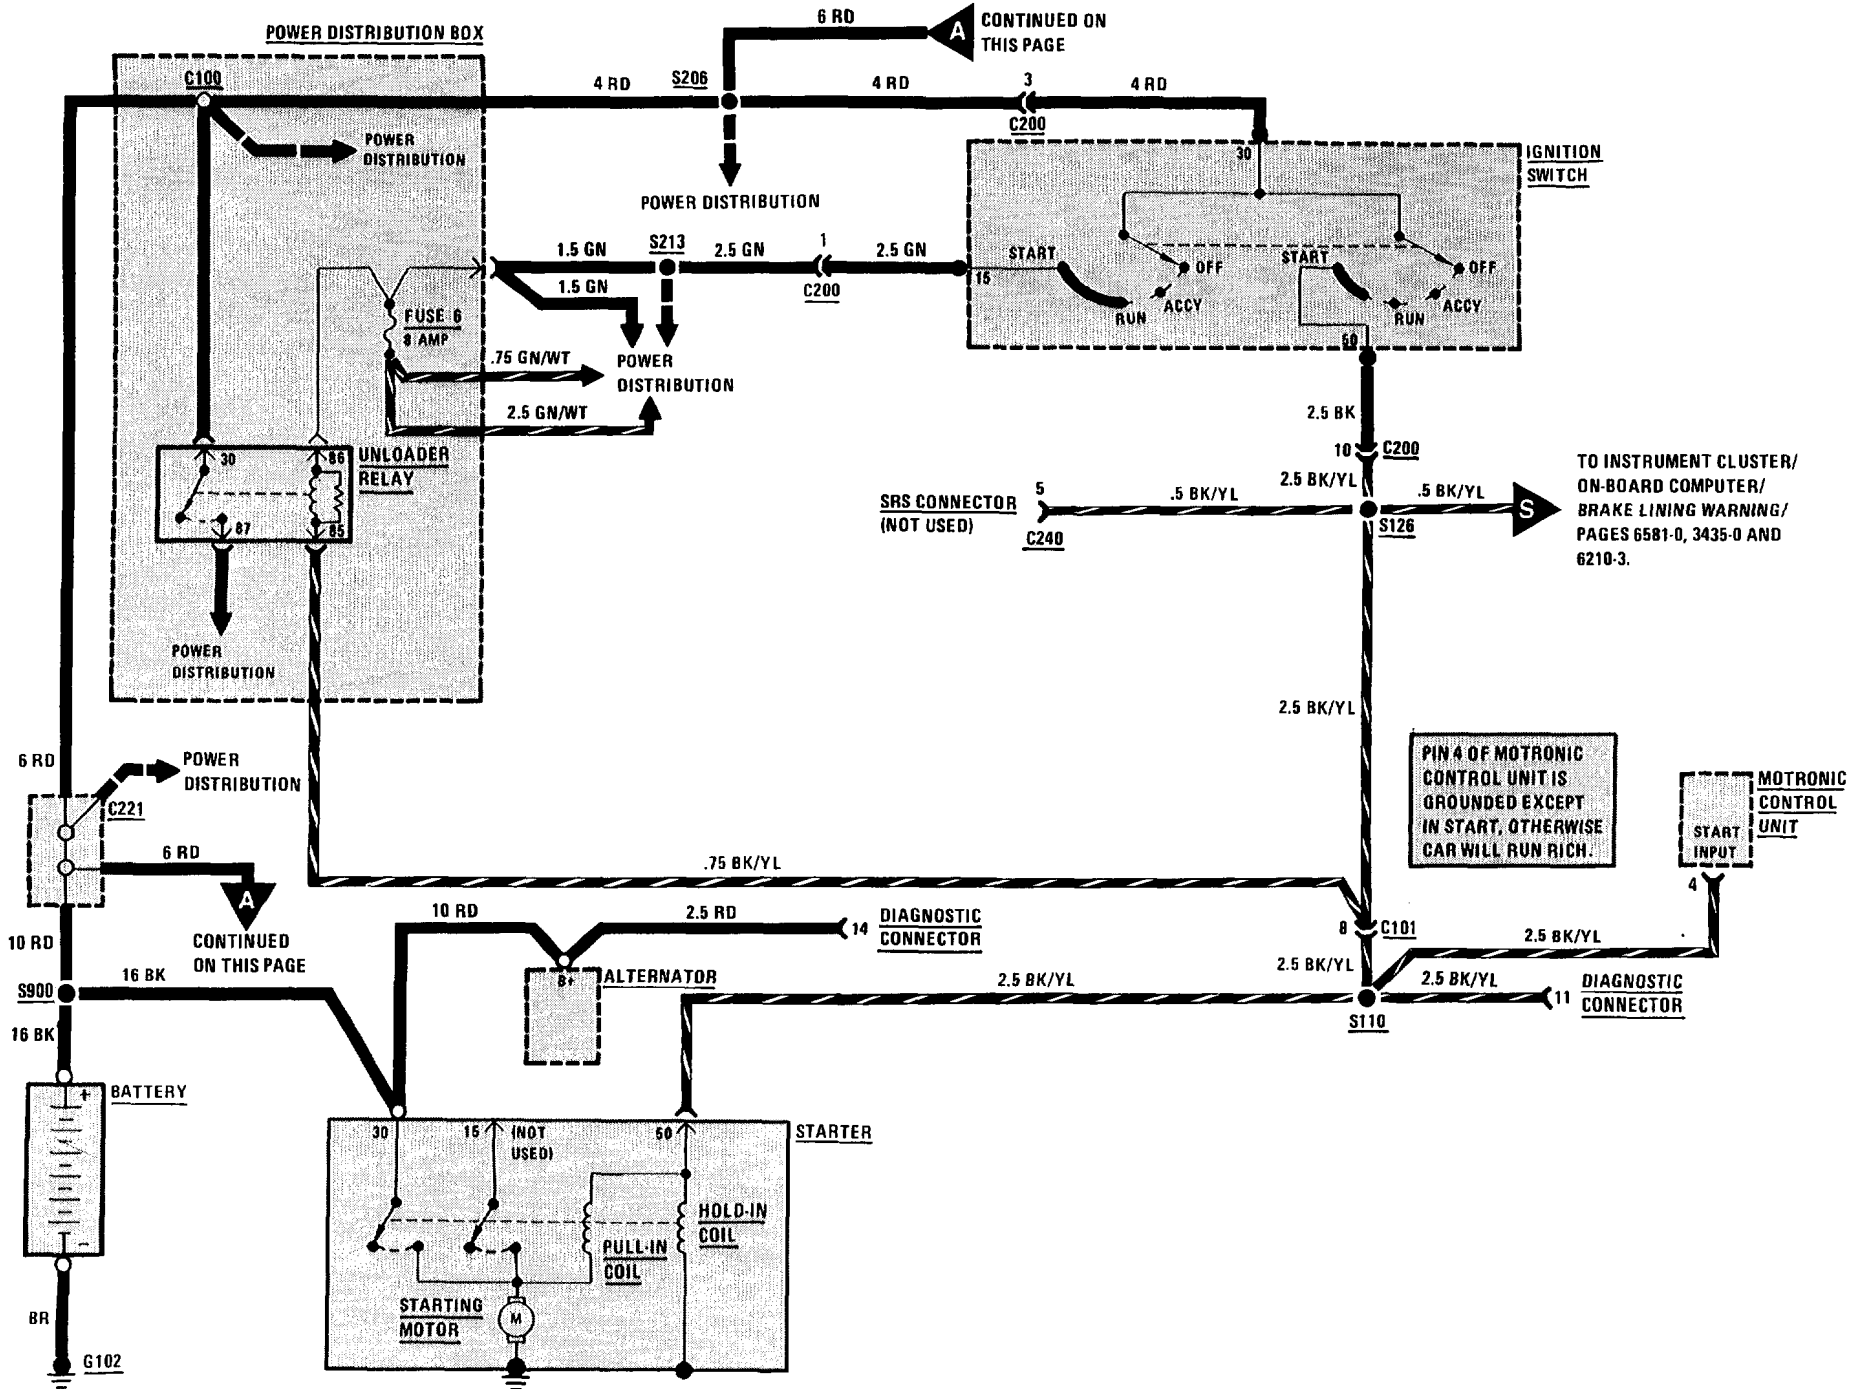 6 RD
A
CONTINUED ON
THIS PAGE
POWER DISTRIBUTION BOX
C100
4 RD
S206
4 RD
3
C200
4 RD
POWER
DISTRIBUTION
POWER DISTRIBUTION
30
IGNITION
SWITCH
1.5 GN
S213
2.5 GN
1
C200
2.5 GN
15
START
OFF
ACCY
RUN
START
OFF
ACCY
RUN
50
1.5 GN
FUSE 6
8 AMP
.75 GN/WT
POWER
DISTRIBUTION
2.5 GN/WT
30
86
87
85
UNLOADER
RELAY
POWER
DISTRIBUTION
2.5 BK
10
C200
2.5 BK/YL
SRS CONNECTOR
(NOT USED)
5
C240
.5 BK/YL
.5 BK/YL
S
S126
TO INSTRUMENT CLUSTER/
ON-BOARD COMPUTER/
BRAKE LINING WARNING/
PAGES 6581-0, 3435-0 AND
6210-3.
2.5 BK/YL
6 RD
POWER
DISTRIBUTION
C221
6 RD
A
CONTINUED
ON THIS PAGE
PIN 4 OF MOTRONIC
CONTROL UNIT IS
GROUNDED EXCEPT
IN START, OTHERWISE
CAR WILL RUN RICH.
START
INPUT
MOTRONIC
CONTROL
UNIT
4
.75 BK/YL
10 RD
2.5 RD
14
DIAGNOSTIC
CONNECTOR
8
C101
2.5 BK/YL
2.5 BK/YL
10 RD
S900
16 BK
16 BK
B+
ALTERNATOR
2.5 BK/YL
2.5 BK/YL
11
DIAGNOSTIC
CONNECTOR
S110
BATTERY
+
−
30
15
(NOT
USED)
50
STARTER
HOLD-IN
COIL
PULL-IN
COIL
STARTING
MOTOR
M
BR
G102